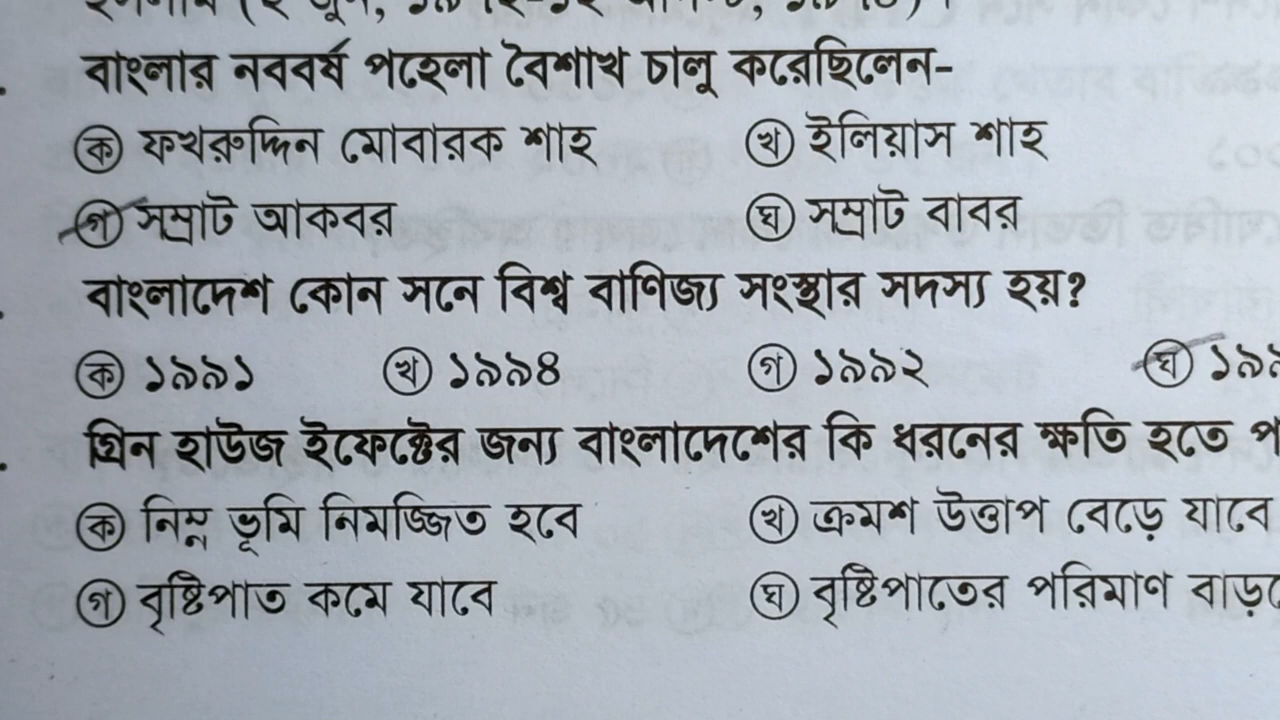 বাংলার নববর্ষ পহেলা বৈশাখ চালু করেছিলেন-
ক ফখরুদ্দিন মোবারক শাহ খ ইলিয়াস শাহ
গ সম্রাট আকবর ঘ সম্রাট বাবর
বাংলাদেশ কোন সনে বিশ্ব বাণিজ্য সংস্থার সদস্য হয়?
ক ১৯৯১ খ ১৯৯৪ গ ১৯৯২ ঘ
গ্রিন হাউজ ইফেক্টের জন্য বাংলাদেশের কি ধরনের ক্ষতি হতে
ক নিম্ন ভূমি নিমজ্জিত হবে খ ক্রমশ উত্তাপ বেড়ে যাবে
গ বৃষ্টিপাত কমে যাবে ঘ বৃষ্টিপাতের পরিমাণ